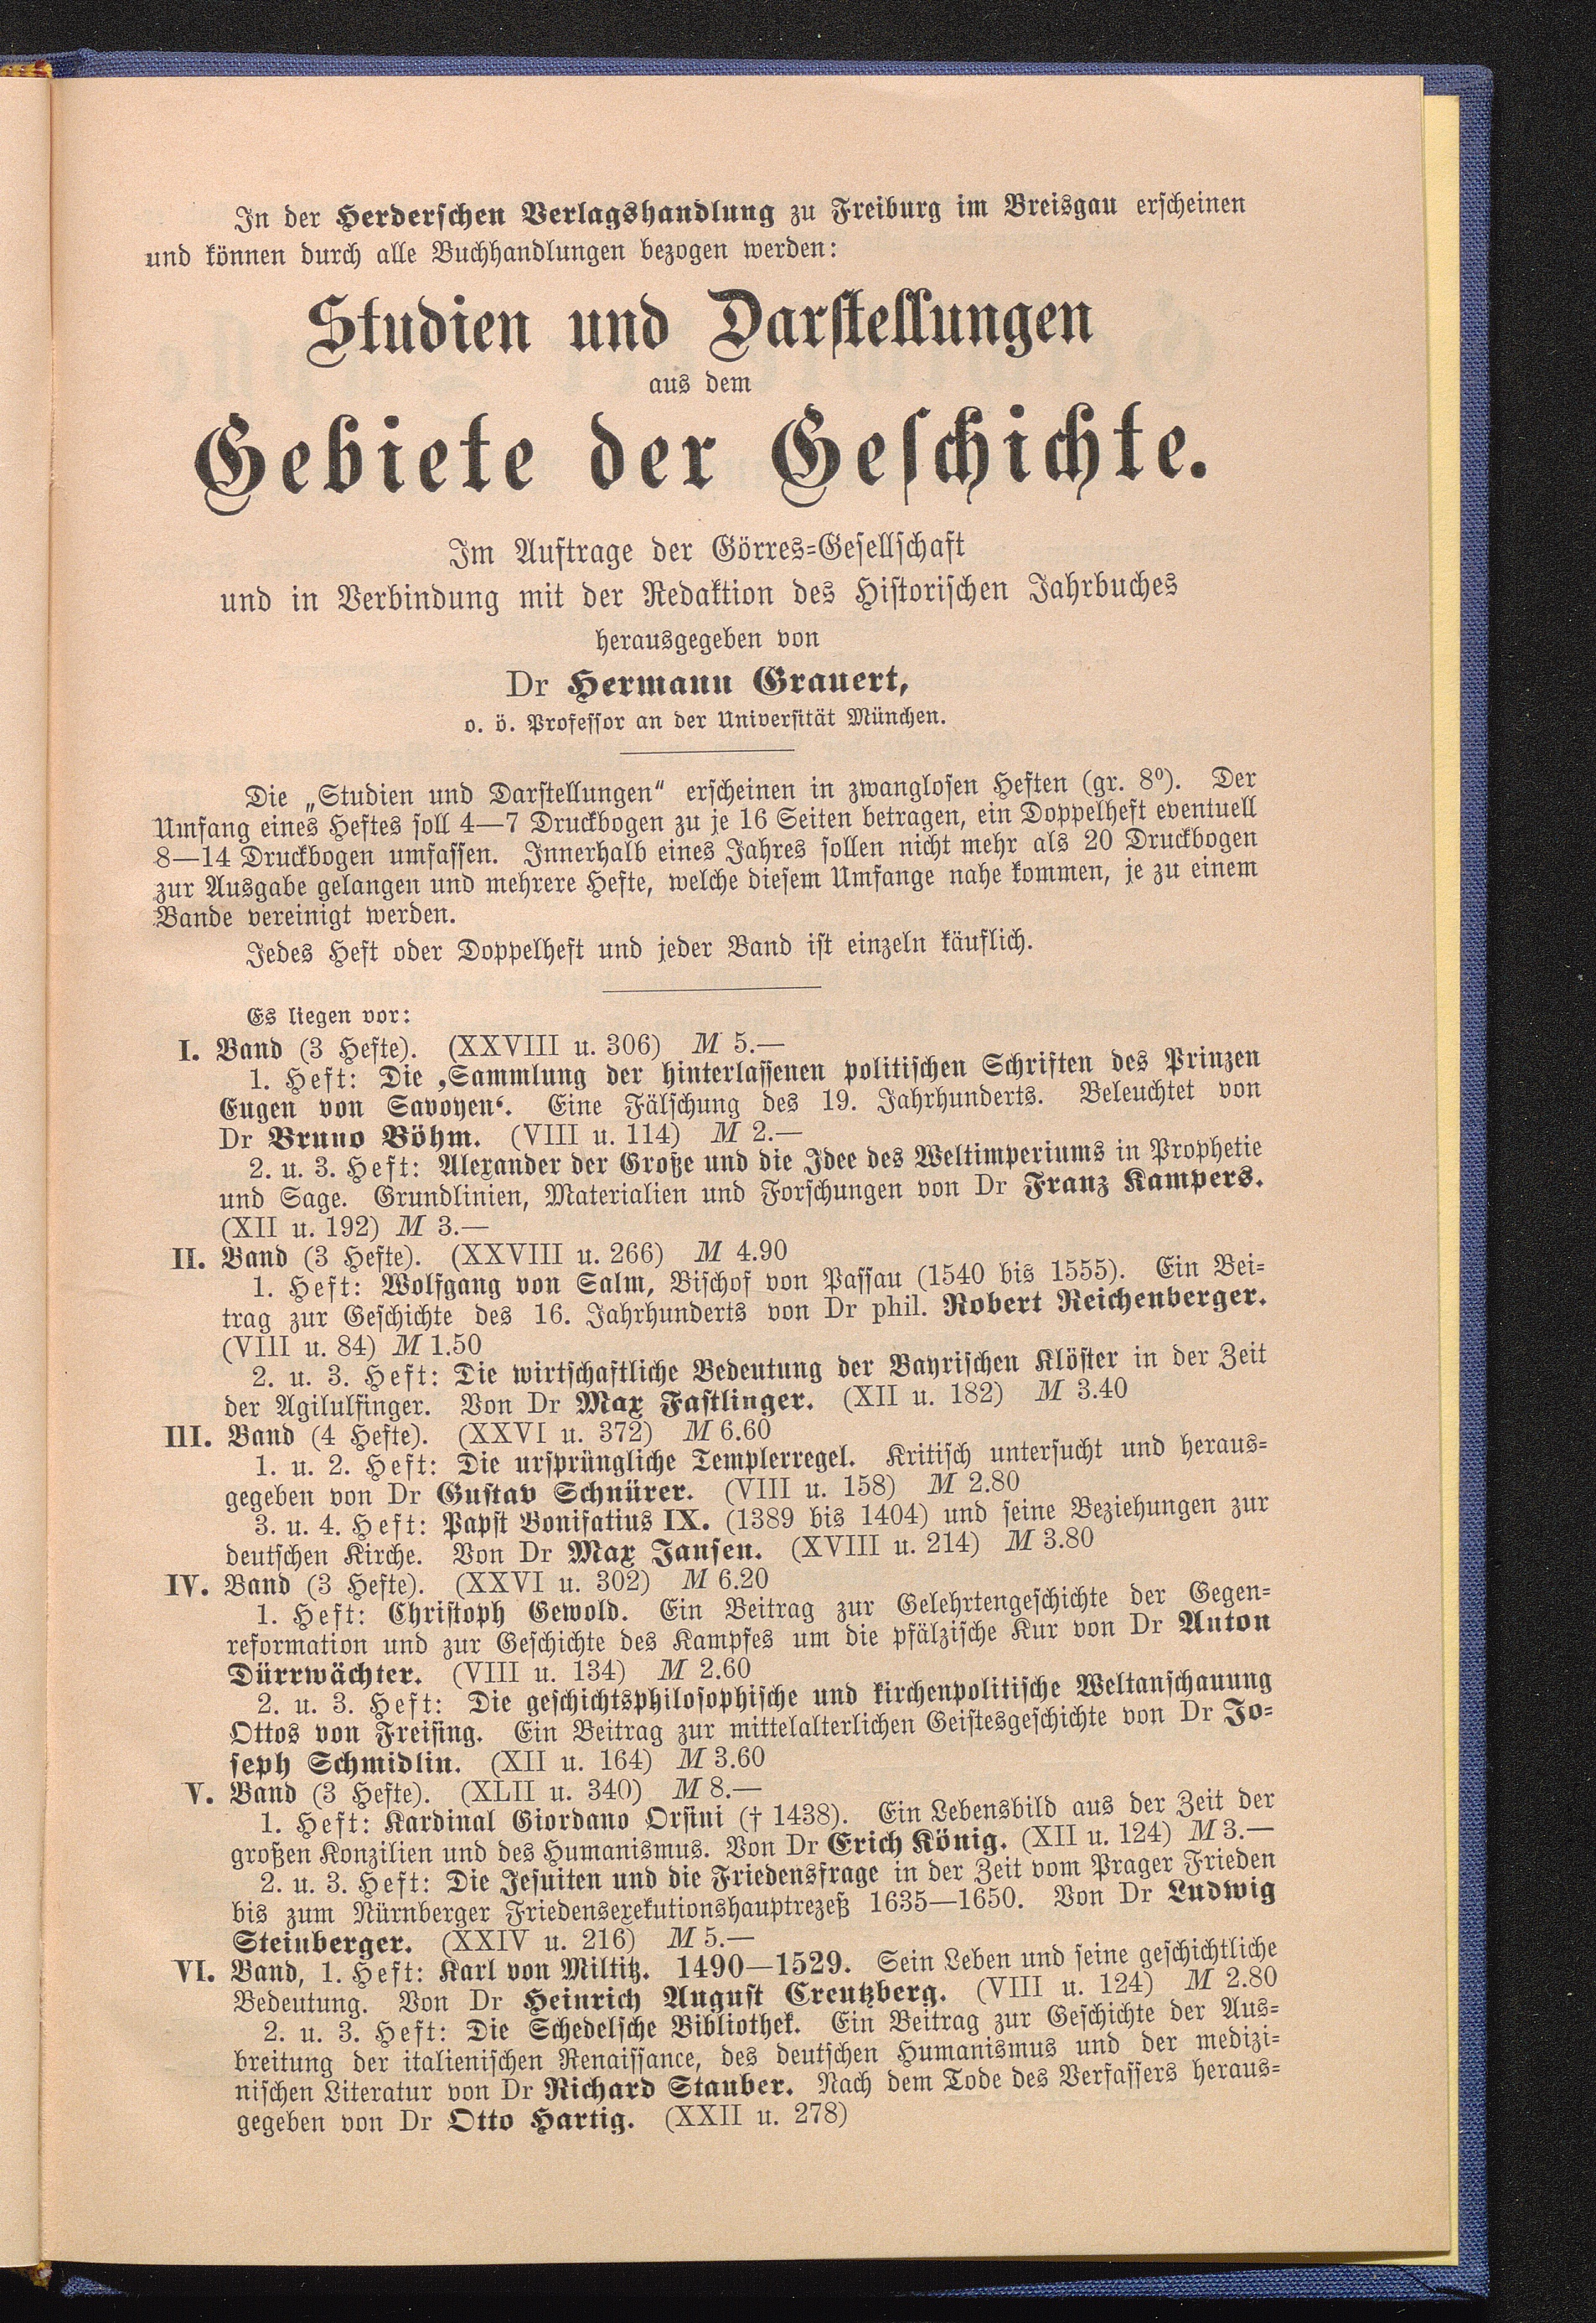 In der Herderschen Verlagshandlung zu Freiburg im Breisgau erscheinen
und können durch alle Buchhandlungen bezogen werden:
Studien und Darstellungen
aus dem
Gebiete der Geschichte.
Im Auftrage der Görres-Gesellschaft
und in Verbindung mit der Redaktion des Historischen Jahrbuches
herausgegeben von
Dr Hermann Grauert,
o. ö. Professor an der Universität München.
Die „Studien und Darstellungen“ erscheinen in zwanglosen Heften (gr. 8⁰). Der
Umfang eines Heftes soll 4—7 Druckbogen zu je 16 Seiten betragen, ein Doppelheft eventuell
8—14 Druckbogen umfassen. Innerhalb eines Jahres sollen nicht mehr als 20 Druckbogen
zur Ausgabe gelangen und mehrere Hefte, welche diesem Umfange nahe kommen, je zu einem
Bande vereinigt werden.
Jedes Heft oder Doppelheft und jeder Band ist einzeln käuflich.
Es liegen vor:
I. Band (3 Hefte). (XXVIII u. 306) M 5.—
1. Heft: Die ‚Sammlung der hinterlassenen politischen Schriften des Prinzen
Eugen von Savoyen‘. Eine Fälschung des 19. Jahrhunderts. Beleuchtet von
Dr Bruno Böhm. (VIII u. 114) M 2.—
2. u. 3. Heft: Alexander der Große und die Idee des Weltimperiums in Prophetie
und Sage. Grundlinien, Materialien und Forschungen von Dr Franz Kampers.
(XII u. 192) M 3.—
II. Band (3 Hefte). (XXVIII u. 266) M 4.90
1. Heft: Wolfgang von Salm, Bischof von Passau (1540 bis 1555). Ein Bei-
trag zur Geschichte des 16. Jahrhunderts von Dr phil. Robert Reichenberger.
(VIII u. 84) M 1.50
2. u. 3. Heft: Die wirtschaftliche Bedeutung der Bayrischen Klöster in der Zeit
der Agilulfinger. Von Dr Max Fastlinger. (XII u. 182) M 3.40
III. Band (4 Hefte). (XXVI u. 372) M 6.60
1. u. 2. Heft: Die ursprüngliche Templerregel. Kritisch untersucht und heraus-
gegeben von Dr Gustav Schnürer. (VIII u. 158) M 2.80
3. u. 4. Heft: Papst Bonifatius IX. (1389 bis 1404) und seine Beziehungen zur
deutschen Kirche. Von Dr Max Jansen. (XVIII u. 214) M 3.80
IV. Band (3 Hefte). (XXVI u. 302) M 6.20
1. Heft: Christoph Gewold. Ein Beitrag zur Gelehrtengeschichte der Gegen-
reformation und zur Geschichte des Kampfes um die pfälzische Kur von Dr Anton
Dürrwächter. (VIII u. 134) M 2.60
2. u. 3. Heft: Die geschichtsphilosophische und kirchenpolitische Weltanschauung
Ottos von Freising. Ein Beitrag zur mittelalterlichen Geistesgeschichte von Dr Jo-
seph Schmidlin. (XII u. 164) M 3.60
V. Band (3 Hefte). (XLII u. 340) M 8.—
1. Heft: Kardinal Giordano Orsini († 1438). Ein Lebensbild aus der Zeit der
großen Konzilien und des Humanismus. Von Dr Erich König. (XII u. 124) M 3.—
2. u. 3. Heft: Die Jesuiten und die Friedensfrage in der Zeit vom Prager Frieden
bis zum Nürnberger Friedensexekutionshauptrezeß 1635—1650. Von Dr Ludwig
Steinberger. (XXIV u. 216) M 5.—
VI. Band, 1. Heft: Karl von Miltitz. 1490—1529. Sein Leben und seine geschichtliche
Bedeutung. Von Dr Heinrich August Creutzberg. (VIII u. 124) M 2.80
2. u. 3. Heft: Die Schedelsche Bibliothek. Ein Beitrag zur Geschichte der Aus-
breitung der italienischen Renaissance, des deutschen Humanismus und der medizi-
nischen Literatur von Dr Richard Stauber. Nach dem Tode des Verfassers heraus-
gegeben von Dr Otto Hartig. (XXII u. 278)